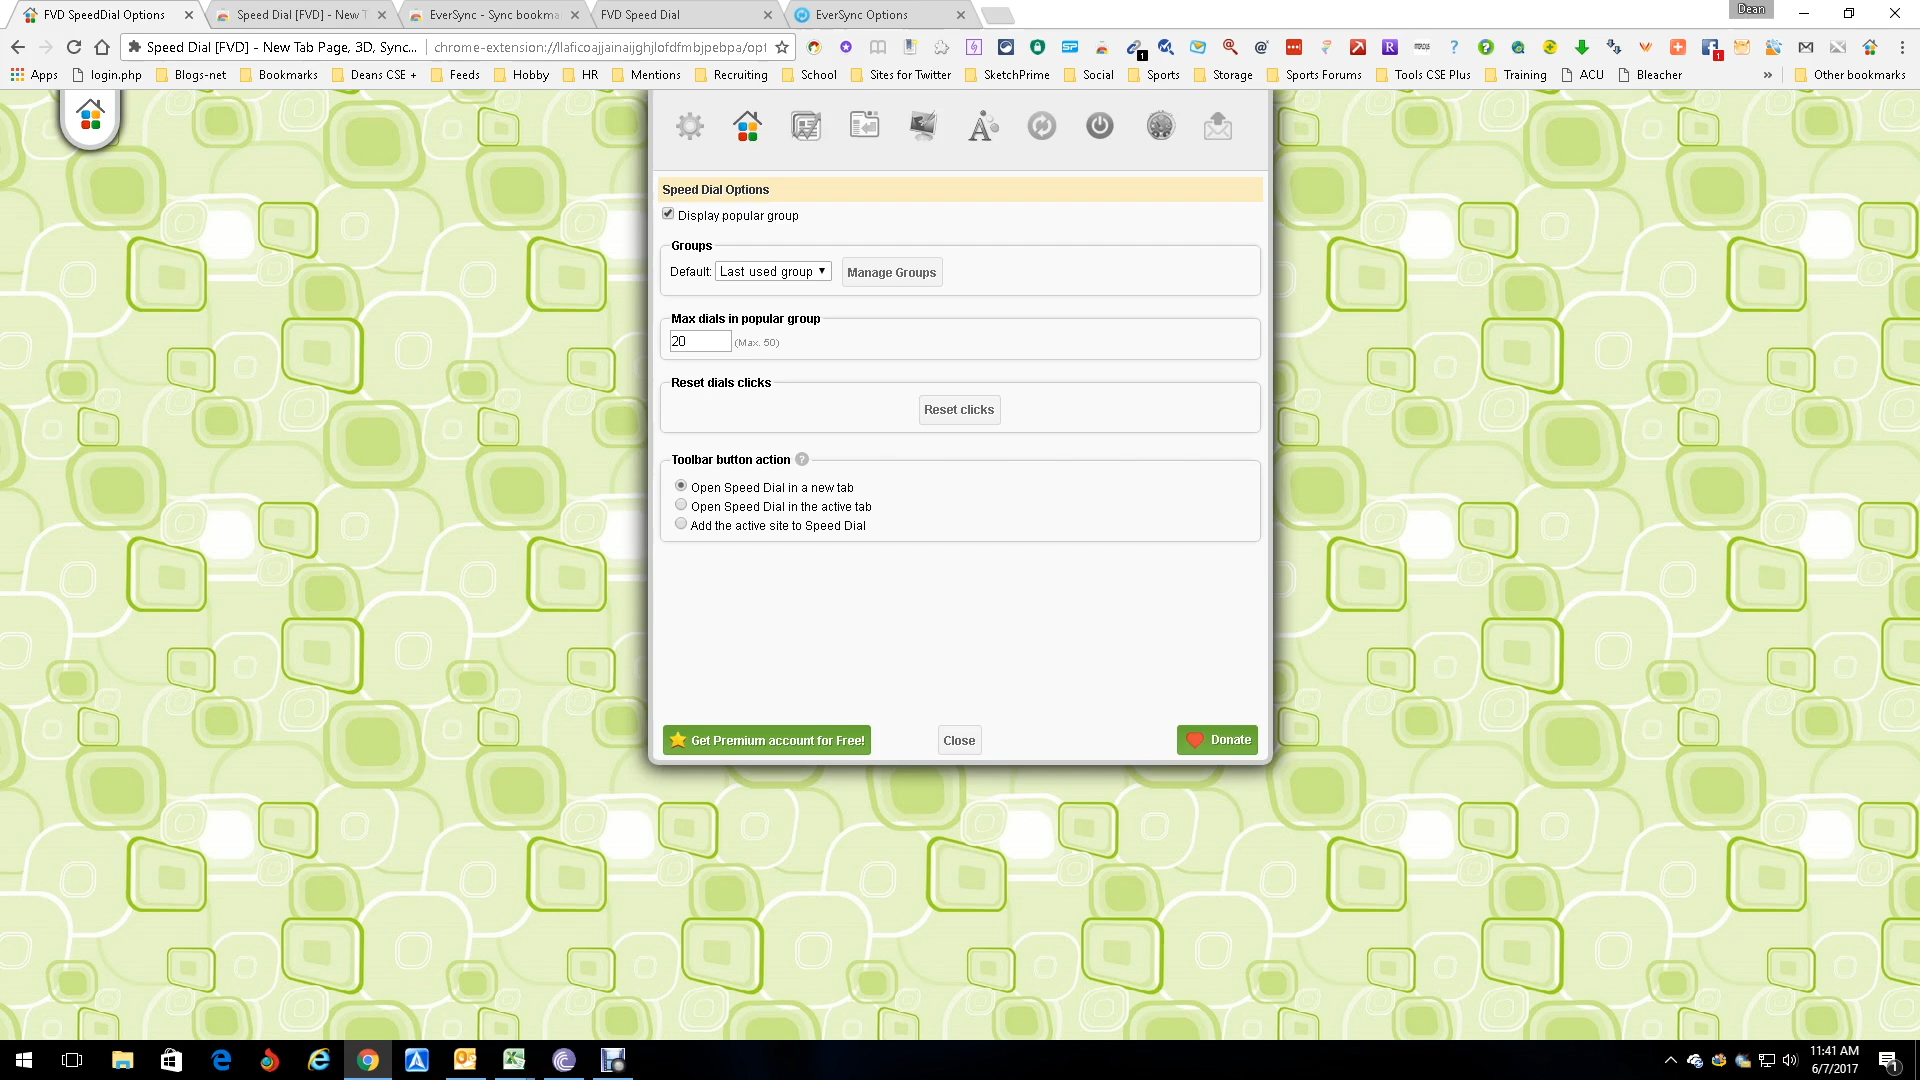 FVD SpeedDial Options
Speed Dial [FVD] - New T
EverSync - Sync bookma
FVD Speed Dial
EverSync Options
Dean
Speed Dial [FVD] - New Tab Page, 3D, Sync...
chrome-extension://llaficoajjainaijghjlofdfmbjpebpa/opt
Apps
login.php
Blogs-net
Bookmarks
Deans CSE +
Feeds
Hobby
HR
Mentions
Recruiting
School
Sites for Twitter
SketchPrime
Social
Sports
Storage
Sports Forums
Tools CSE Plus
Training
ACU
Bleacher
»
Other bookmarks
Speed Dial Options
Display popular group
Groups
Default: Last used group
Manage Groups
Max dials in popular group
20 (Max. 50)
Reset dials clicks
Reset clicks
Toolbar button action ?
Open Speed Dial in a new tab
Open Speed Dial in the active tab
Add the active site to Speed Dial
Get Premium account for Free!
Close
Donate
11:41 AM
6/7/2017
1